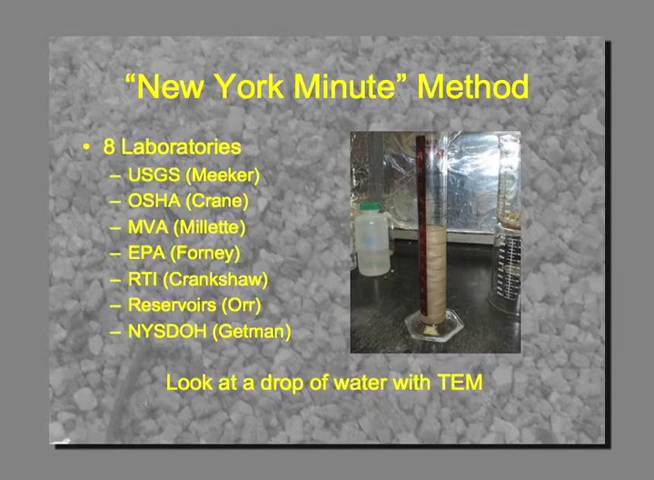 “New York Minute” Method
• 8 Laboratories
– USGS (Meeker)
– OSHA (Crane)
– MVA (Millette)
– EPA (Forney)
– RTI (Crankshaw)
– Reservoirs (Orr)
– NYSDOH (Getman)
Look at a drop of water with TEM